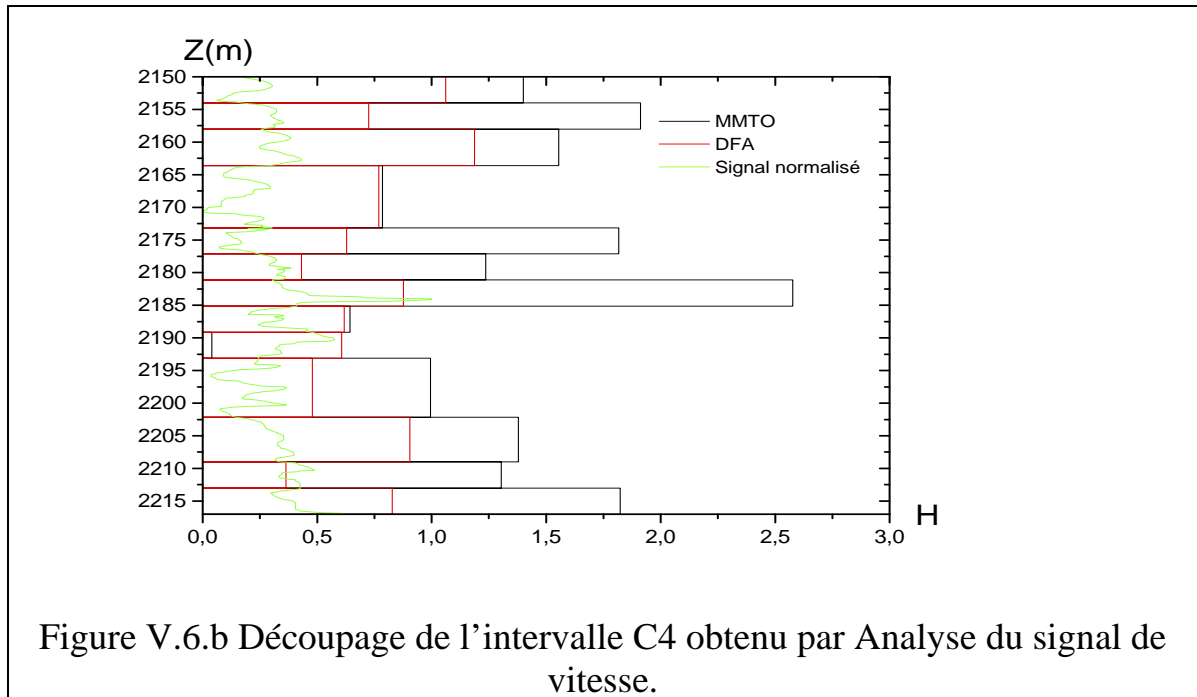 Z(m)
2150
2155
2160
2165
2170
2175
2180
2185
2190
2195
2200
2205
2210
2215
MMTO
DFA
Signal normalisé
0,0 0,5 1,0 1,5 2,0 2,5 3,0
H
Figure V.6.b Découpage de l’intervalle C4 obtenu par Analyse du signal de
vitesse.